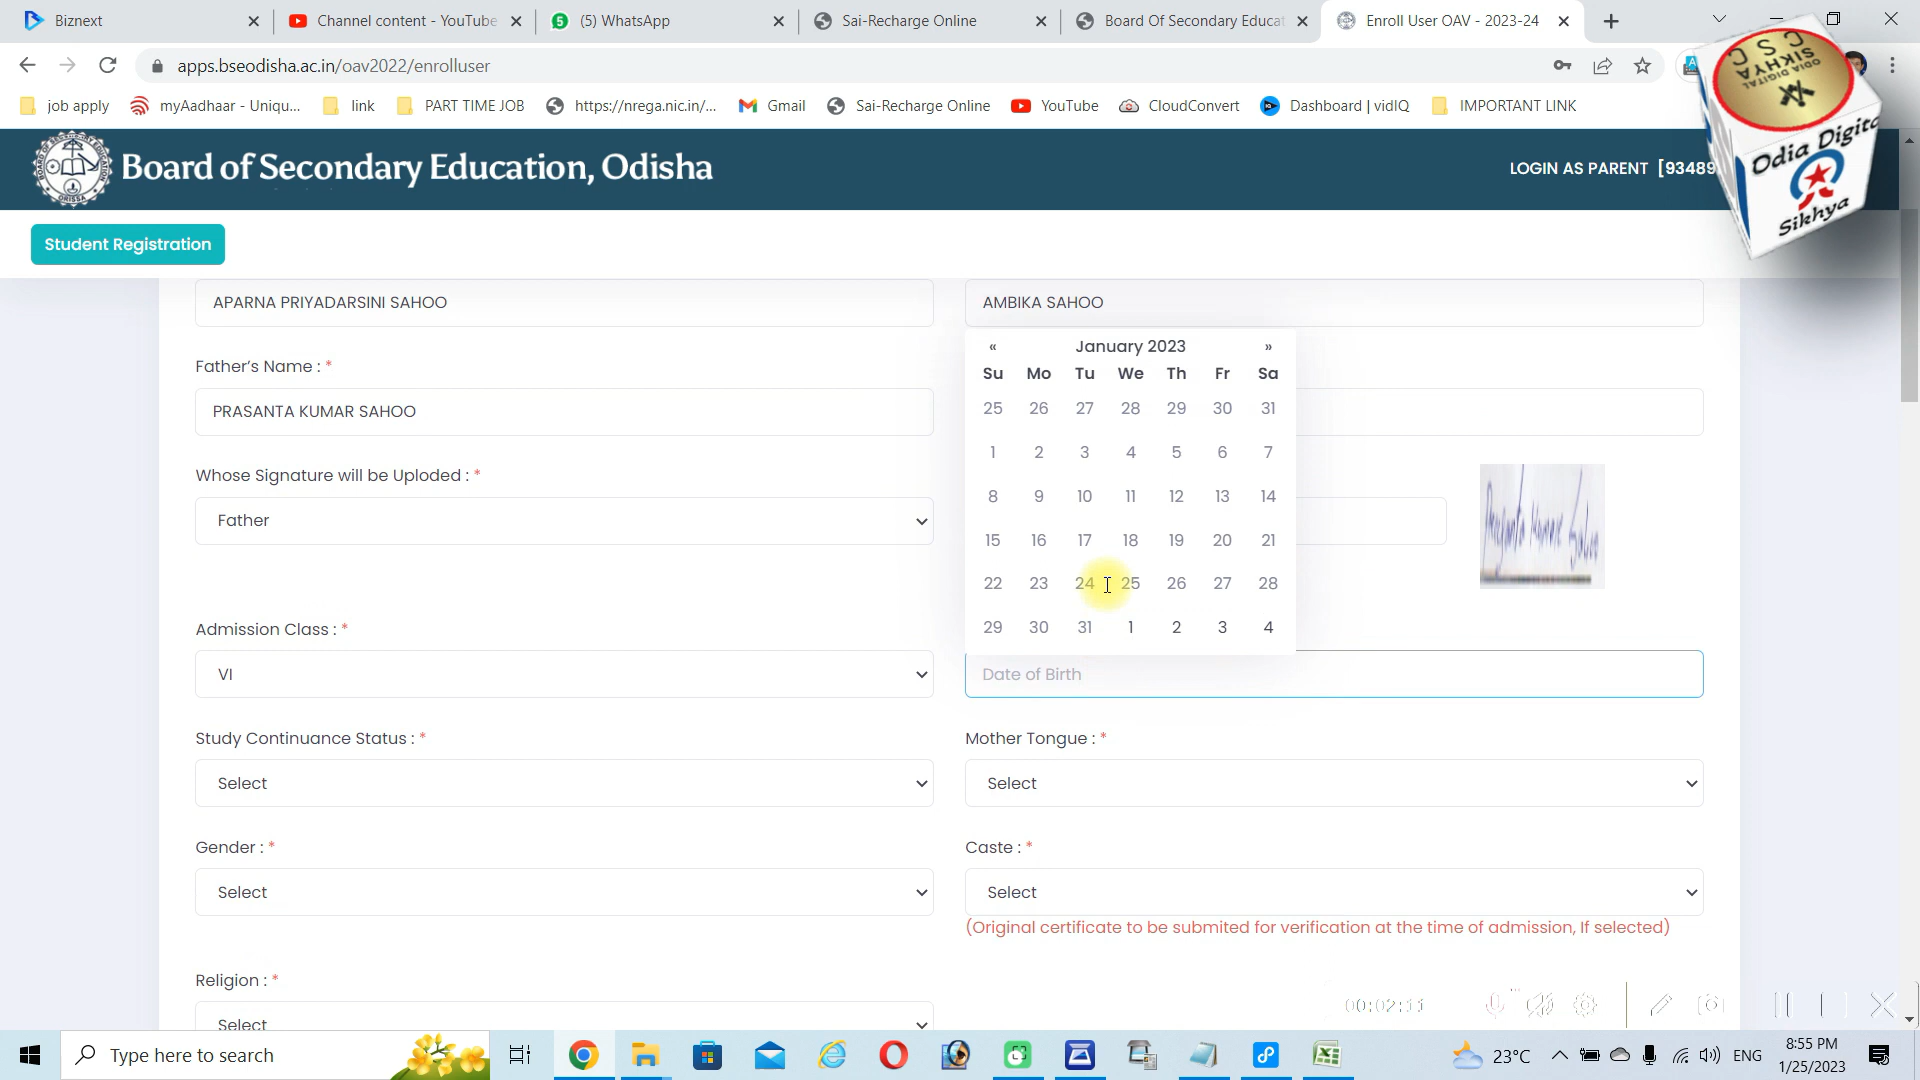 Biznext
Channel content - YouTube
(5) WhatsApp
Sai-Recharge Online
Board Of Secondary Educat
Enroll User OAV - 2023-24
apps.bseodisha.ac.in/oav2022/enrolluser
job apply
myAadhaar - Uniqu...
link
PART TIME JOB
https://nrega.nic.in/...
Gmail
Sai-Recharge Online
YouTube
CloudConvert
Dashboard | vidIQ
IMPORTANT LINK
Board of Secondary Education, Odisha
LOGIN AS PARENT [93489
Odia Digita
Sikhya
Student Registration
APARNA PRIYADARSINI SAHOO
AMBIKA SAHOO
Father's Name : *
PRASANTA KUMAR SAHOO
« January 2023 »
Su Mo Tu We Th Fr Sa
25 26 27 28 29 30 31
1 2 3 4 5 6 7
8 9 10 11 12 13 14
15 16 17 18 19 20 21
22 23 24 25 26 27 28
29 30 31 1 2 3 4
Whose Signature will be Uploded : *
Father
Admission Class : *
VI
Date of Birth
Study Continuance Status : *
Select
Mother Tongue : *
Select
Gender : *
Select
Caste : *
Select
(Original certificate to be submited for verification at the time of admission, If selected)
Religion : *
Select
00:02:11
Type here to search
23°C
ENG
8:55 PM
1/25/2023